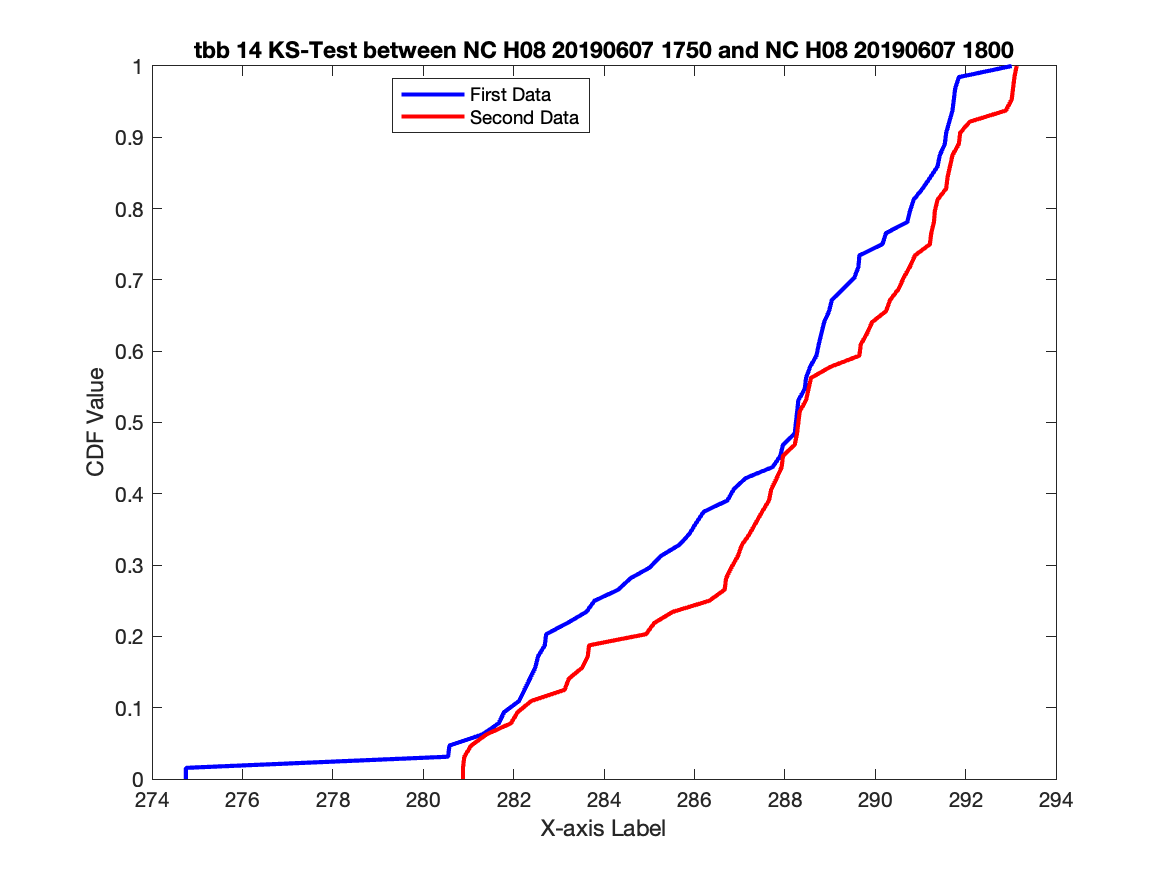 tbb 14 KS-Test between NC H08 20190607 1750 and NC H08 20190607 1800
First Data
Second Data
1
0.9
0.8
0.7
0.6
0.5
0.4
0.3
0.2
0.1
0
CDF Value
274 276 278 280 282 284 286 288 290 292 294
X-axis Label